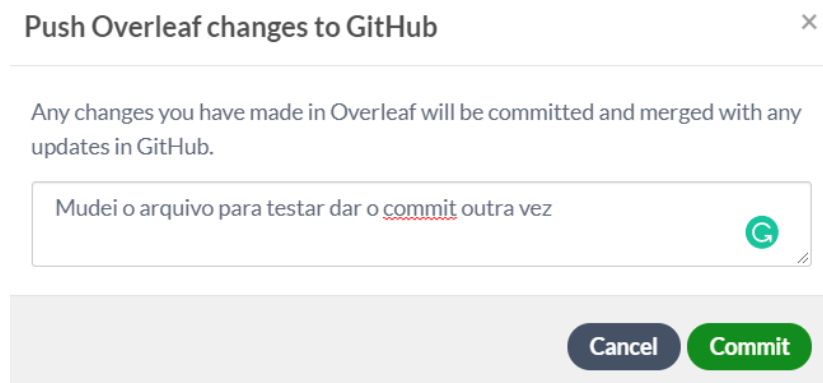 Push Overleaf changes to GitHub
×
Any changes you have made in Overleaf will be committed and merged with any
updates in GitHub.
Mudei o arquivo para testar dar o commit outra vez
Cancel
Commit